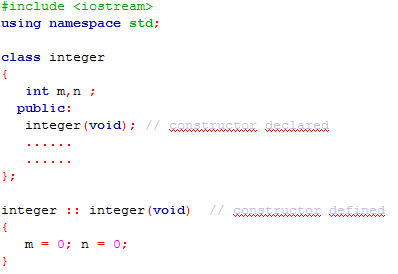 #include <iostream>
using namespace std;
class integer
{
int m,n ;
public:
integer(void); // constructor declared
......
......
};
integer :: integer(void) // constructor defined
{
m = 0; n = 0;
}